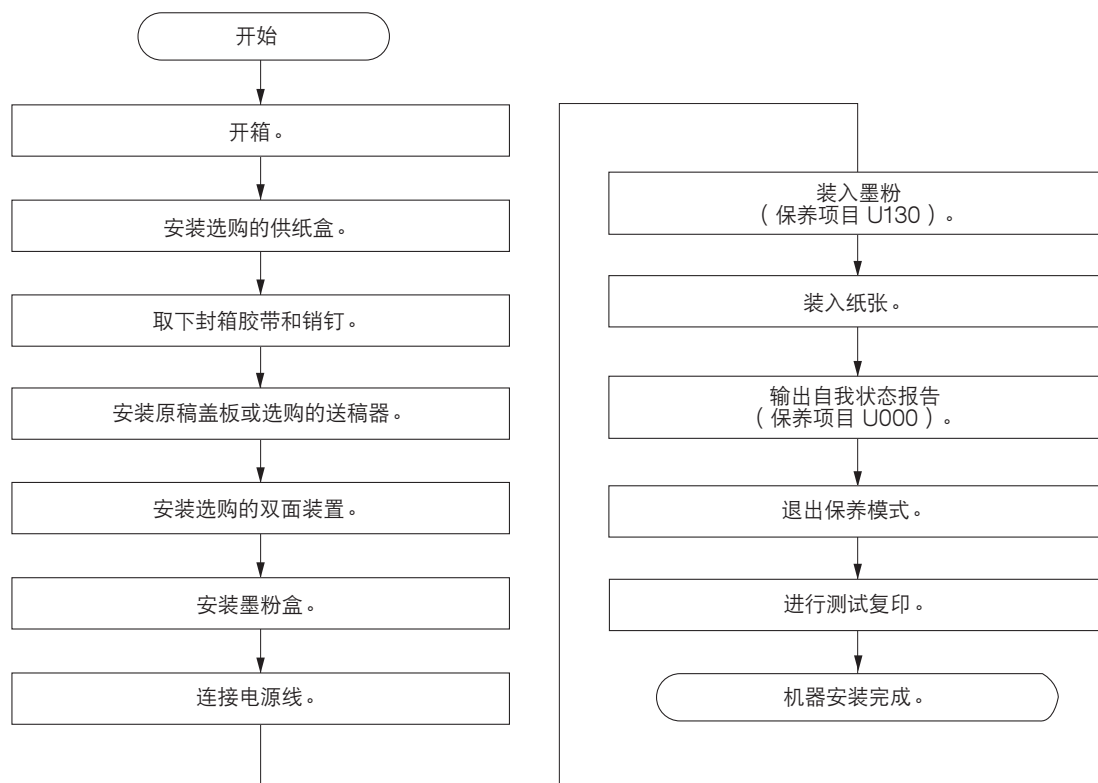 开始
开箱。
安装选购的供纸盒。
取下封箱胶带和销钉。
安装原稿盖板或选购的送稿器。
安装选购的双面装置。
安装墨粉盒。
连接电源线。
装入墨粉
（保养项目 U130）。
装入纸张。
输出自我状态报告
（保养项目 U000）。
退出保养模式。
进行测试复印。
机器安装完成。